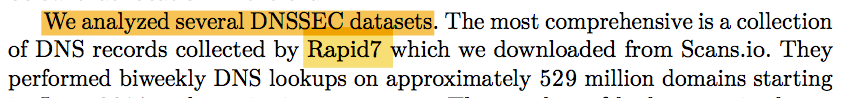 We analyzed several DNSSEC datasets. The most comprehensive is a collection
of DNS records collected by Rapid7 which we downloaded from Scans.io. They
performed biweekly DNS lookups on approximately 529 million domains starting